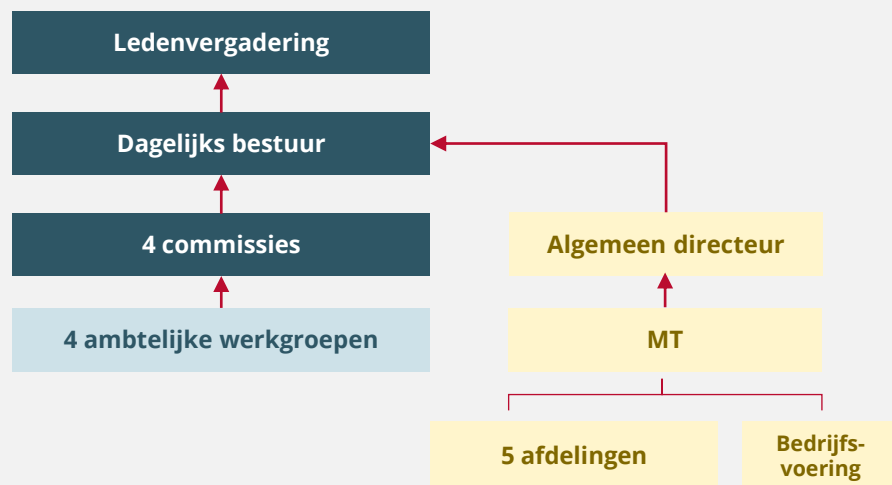 Ledenvergadering
Dagelijks bestuur
4 commissies
4 ambtelijke werkgroepen
Algemeen directeur
MT
5 afdelingen
Bedrijfs-
voering